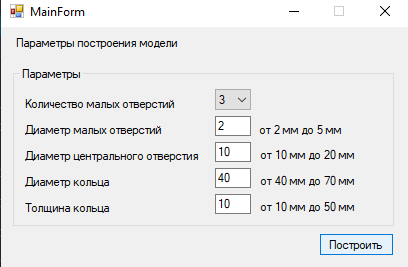 MainForm
Параметры построения модели
Параметры
Количество малых отверстий 3
Диаметр малых отверстий 2 от 2 мм до 5 мм
Диаметр центрального отверстия 10 от 10 мм до 20 мм
Диаметр кольца 40 от 40 мм до 70 мм
Толщина кольца 10 от 10 мм до 50 мм
Построить